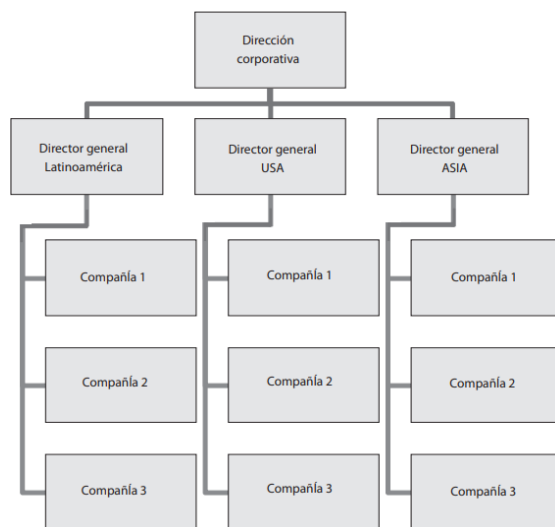 Dirección
corporativa
Director general
Latinoamérica
Director general
USA
Director general
ASIA
CompañÍa 1
CompañÍa 1
CompañÍa 1
CompañÍa 2
CompañÍa 2
CompañÍa 2
CompañÍa 3
CompañÍa 3
CompañÍa 3